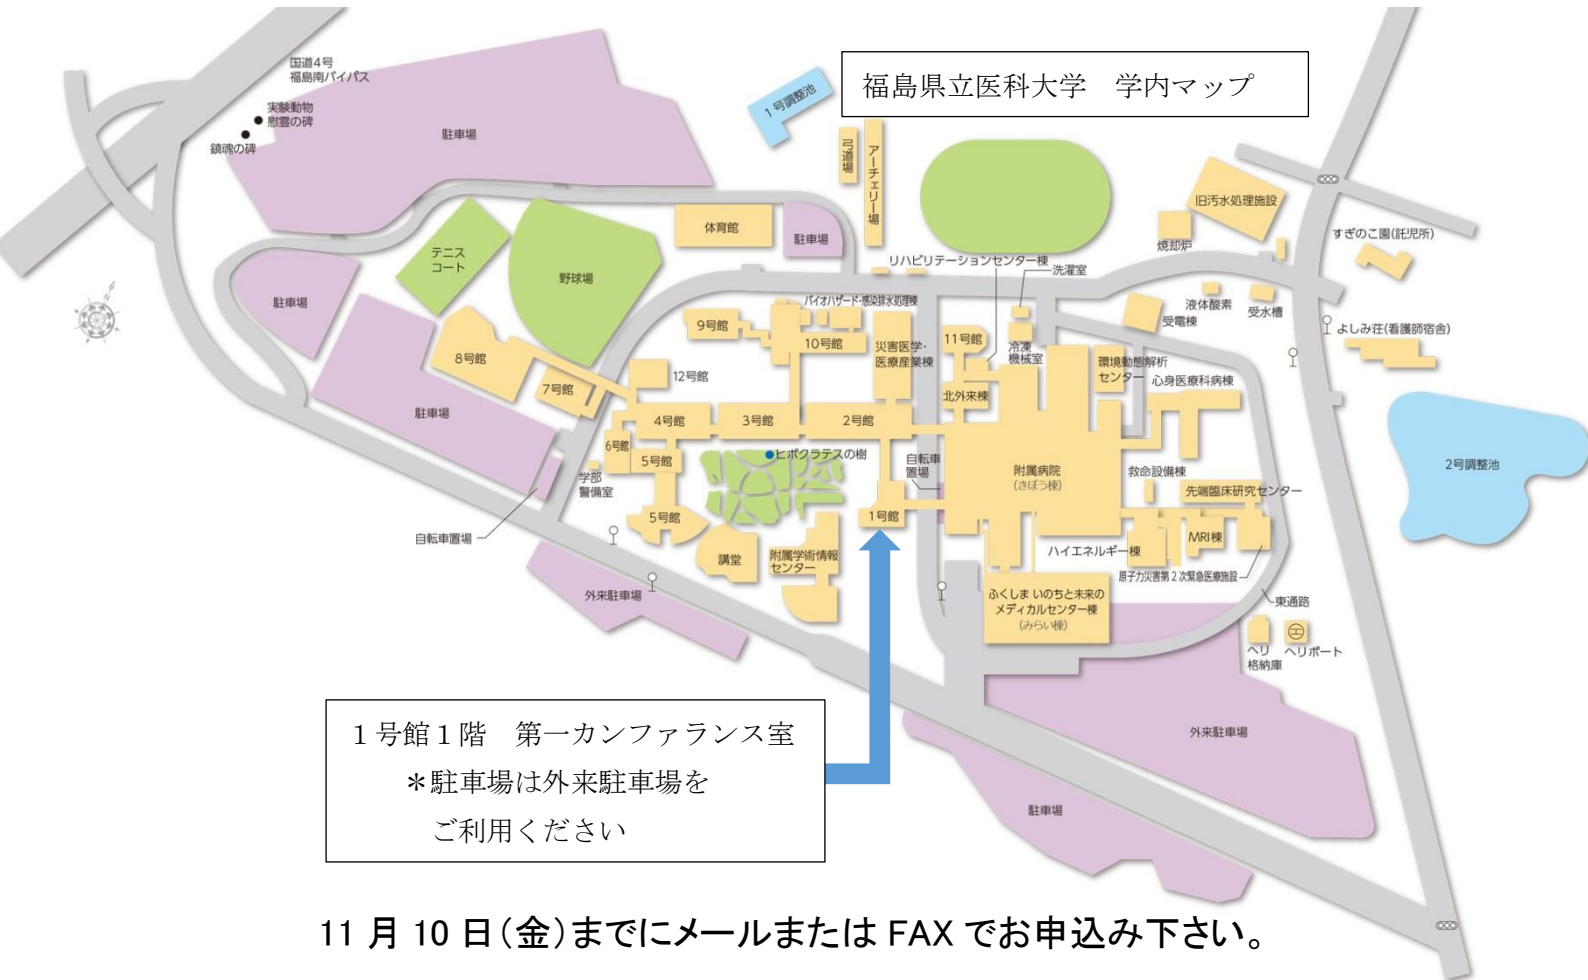 福島県立医科大学　学内マップ
国道4号
福島南バイパス
実験動物
慰霊の碑
鎮魂の碑
駐車場
1号調整池
弓道場
アーチェリー場
旧汚水処理施設
焼却炉
すぎのこ園(託児所)
体育館
駐車場
テニス
コート
野球場
リハビリテーションセンター棟
洗濯室
液体酸素
受水槽
受電棟
よしみ荘(看護師宿舎)
駐車場
バイオハザード・感染排水処理棟
9号館
10号館
災害医学・
医療産業棟
11号館
冷凍
機械室
環境動態解析
センター
心身医療科病棟
8号館
7号館
12号館
北外来棟
駐車場
4号館
3号館
2号館
6号館
5号館
ヒポクラテスの樹
自転車
置場
附属病院
(きぼう棟)
救命設備棟
先端臨床研究センター
2号調整池
学部
警備室
5号館
1号館
自転車置場
講堂
附属学術情報
センター
ハイエネルギー棟
MRI棟
原子力災害第2次緊急医療施設
外来駐車場
ふくしま いのちと未来の
メディカルセンター棟
(みらい棟)
東通路
ヘリ
格納庫
ヘリポート
１号館１階　第一カンファランス室
＊駐車場は外来駐車場を
ご利用ください
外来駐車場
駐車場
11月10日（金）までにメールまたはFAXでお申込み下さい。